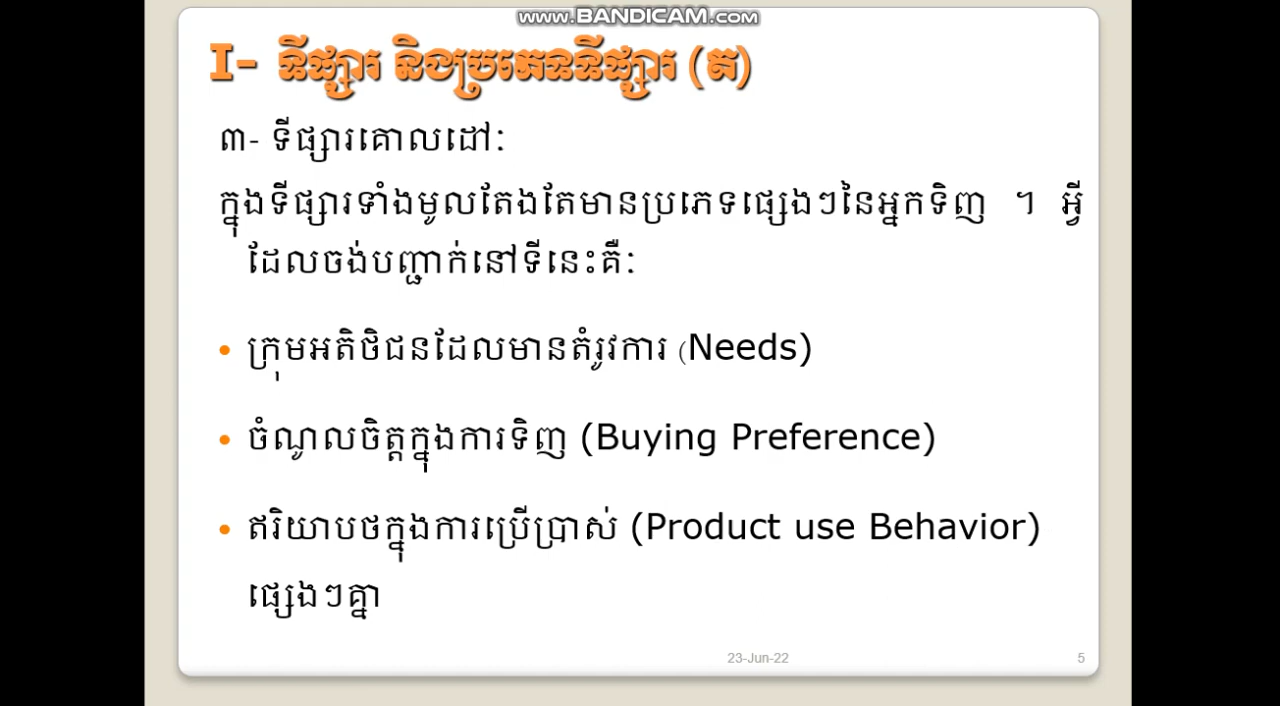 www.BANDICAM.com
I- ទីផ្សារ និងប្រភេទទីផ្សារ (ត)
៣- ទីផ្សារគោលដៅៈ
ក្នុងទីផ្សារទាំងមូលតែងតែមានប្រភេទផ្សេងៗនៃអ្នកទិញ ។ អ្វី
ដែលចង់បញ្ជាក់នៅទីនេះគឺៈ
• ក្រុមអតិថិជនដែលមានតំរូវការ (Needs)
• ចំណូលចិត្តក្នុងការទិញ (Buying Preference)
• ឥរិយាបថក្នុងការប្រើប្រាស់ (Product use Behavior)
ផ្សេងៗគ្នា
23-Jun-22 5